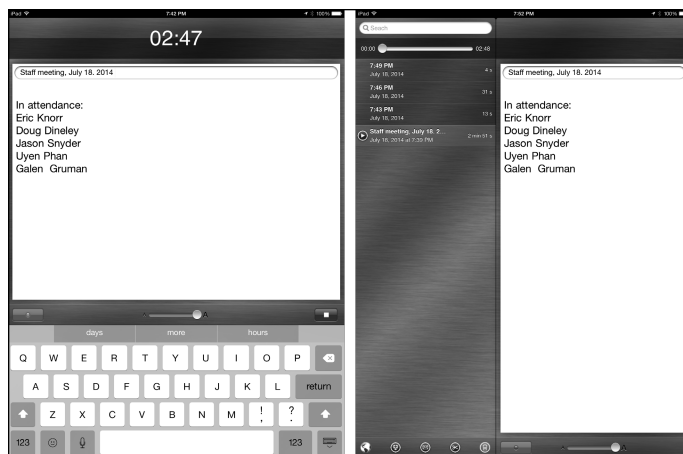 iPad
7:42 PM
100%
02:47
Staff meeting, July 18. 2014
In attendance:
Eric Knorr
Doug Dineley
Jason Snyder
Uyen Phan
Galen Gruman
A A
days more hours
Q W E R T Y U I O P
A S D F G H J K L return
Z X C V B N M ! , ? .
123 123
iPad
7:52 PM
100%
Search
00:00 02:48
7:49 PM
July 18, 2014 4 s
7:46 PM
July 18, 2014 31 s
7:43 PM
July 18, 2014 13 s
Staff meeting, July 18. 2...
July 18, 2014 at 7:39 PM 2 min 51 s
Staff meeting, July 18. 2014
In attendance:
Eric Knorr
Doug Dineley
Jason Snyder
Uyen Phan
Galen Gruman
A A